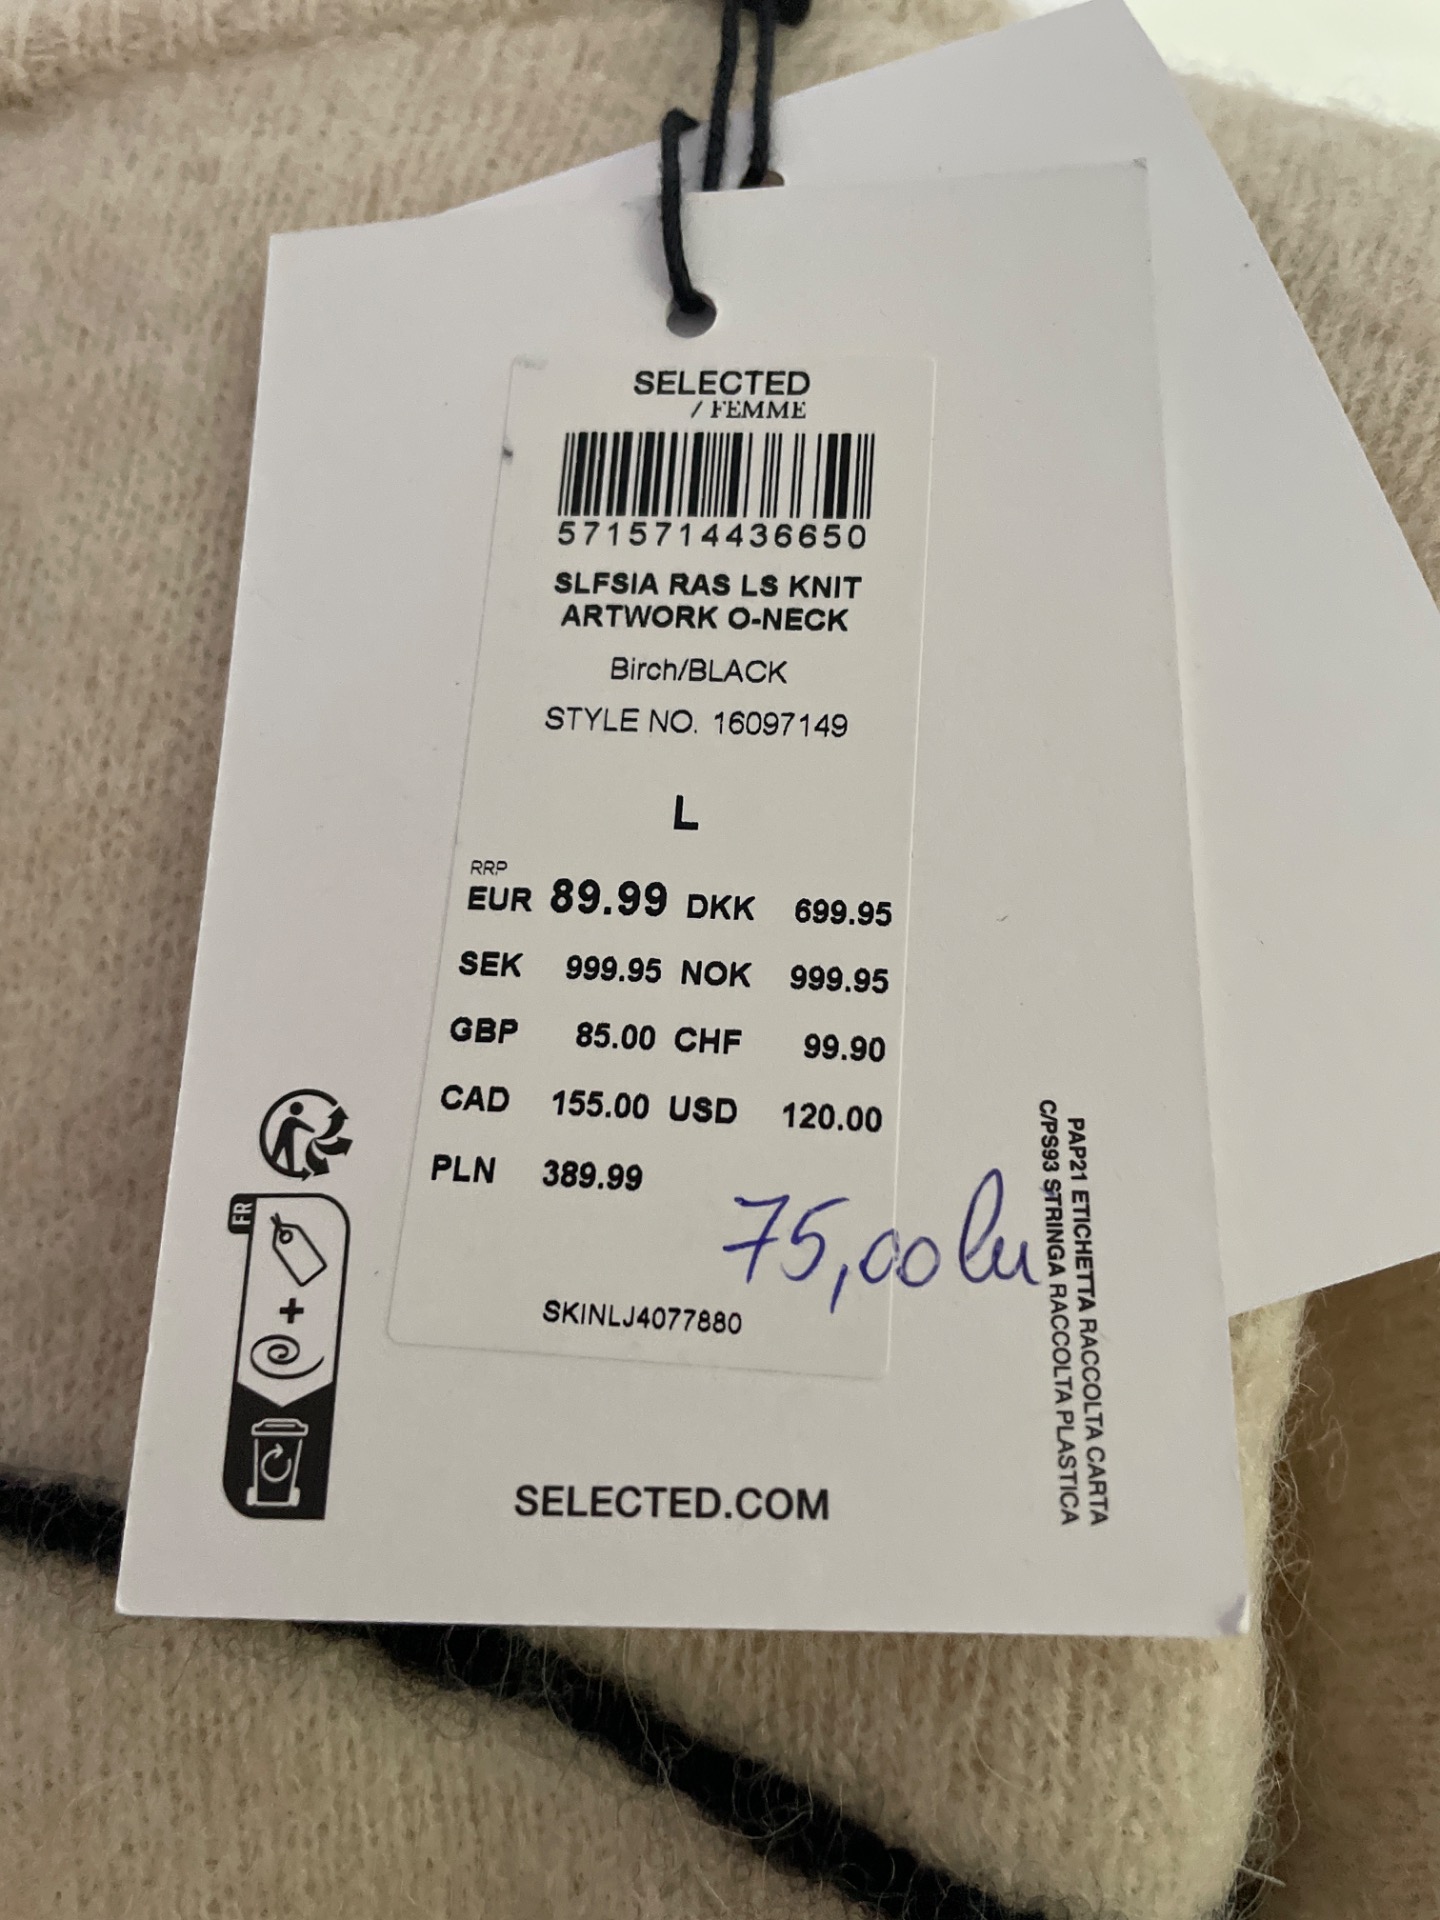 SELECTED
/ FEMME
5715714436650
SLFSIA RAS LS KNIT
ARTWORK O-NECK
Birch/BLACK
STYLE NO. 16097149
L
RRP
EUR 89.99 DKK 699.95
SEK 999.95 NOK 999.95
GBP 85.00 CHF 99.90
CAD 155.00 USD 120.00
PLN 389.99
75,00 lu
SKINLJ4077880
FR
+
SELECTED.COM
PAP21 ETICHETTA RACCOLTA CARTA
C/PS93 STRINGA RACCOLTA PLASTICA